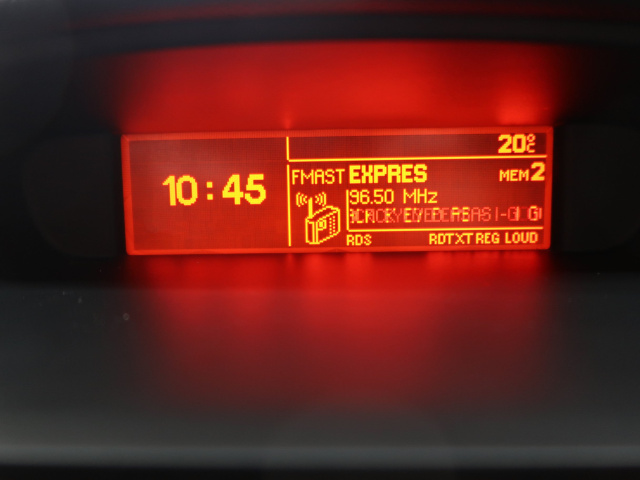 20°C
10:45
FMAST EXPRES MEM 2
96.50 MHz
RDS RDTXT REG LOUD